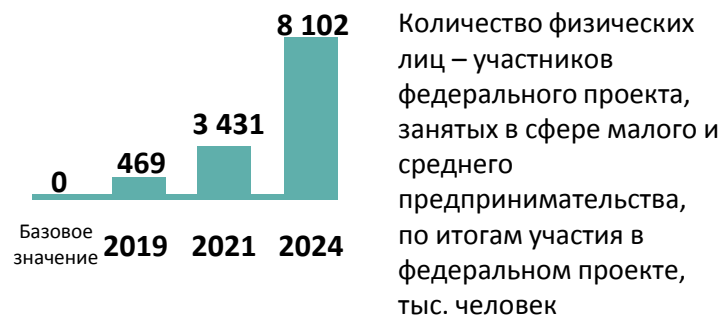 8 102
3 431
469
0
Базовое
значение
2019
2021
2024
Количество физических
лиц – участников
федерального проекта,
занятых в сфере малого и
среднего
предпринимательства,
по итогам участия в
федеральном проекте,
тыс. человек